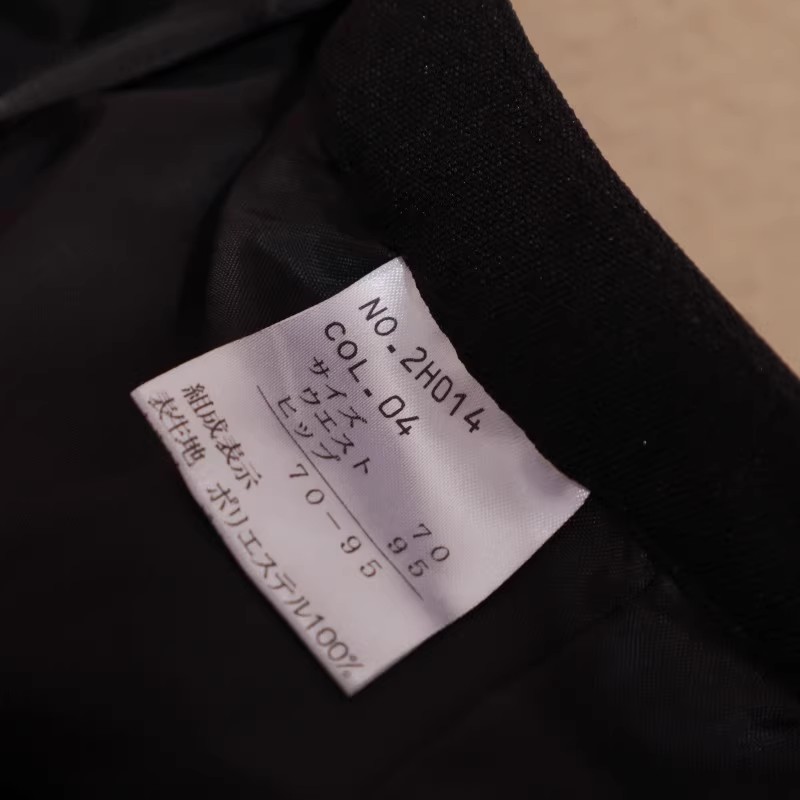 NO.2H014
COL.04
サイズ
ウエスト 70
ヒップ 95
70-95
組成表示
表生地 ポリエステル100%